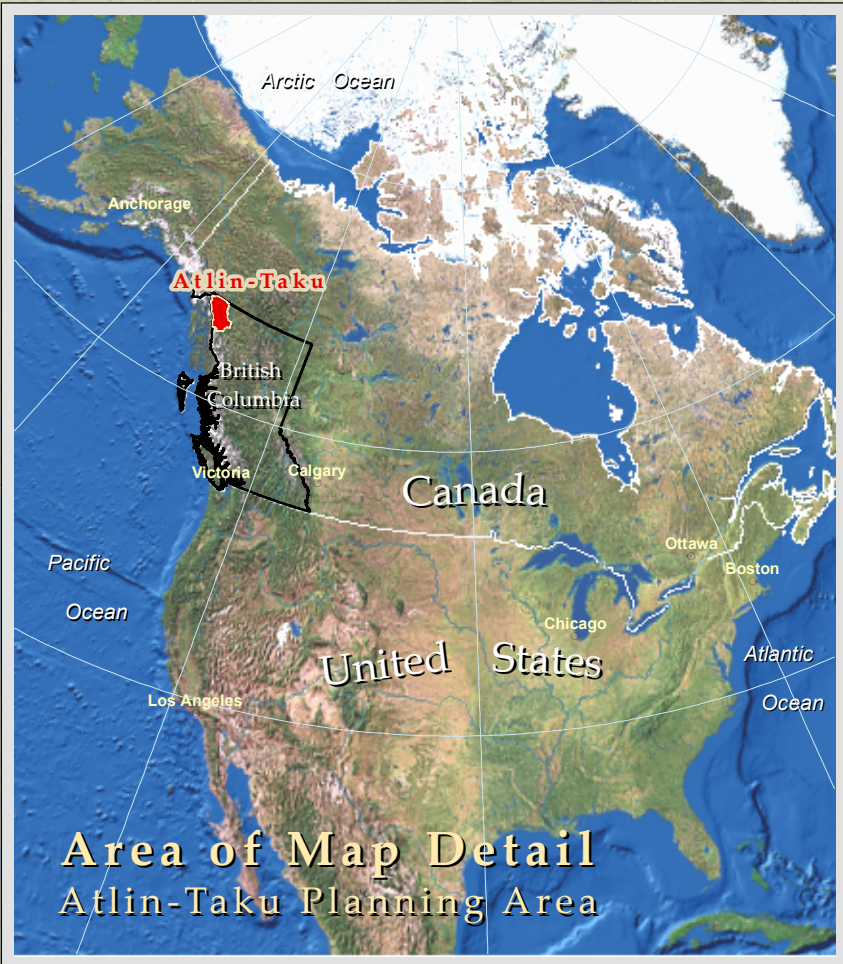 Arctic Ocean
Anchorage
Atlin-Taku
British
Columbia
Victoria
Calgary
Canada
Ottawa
Pacific
Boston
Ocean
Chicago
United States
Atlantic
Los Angeles
Ocean
Area of Map Detail
Atlin-Taku Planning Area